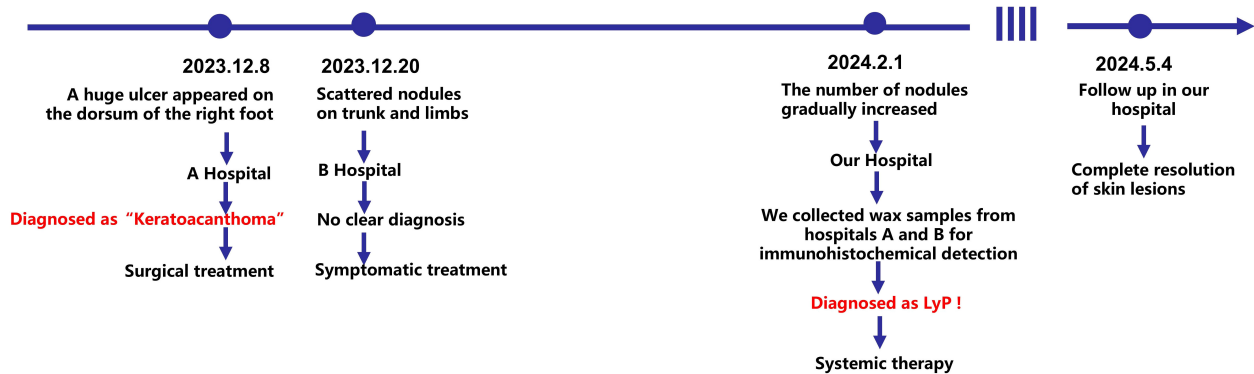 2023.12.8
A huge ulcer appeared on
the dorsum of the right foot
A Hospital
Diagnosed as “Keratoacanthoma”
Surgical treatment
2023.12.20
Scattered nodules
on trunk and limbs
B Hospital
No clear diagnosis
Symptomatic treatment
2024.2.1
The number of nodules
gradually increased
Our Hospital
We collected wax samples from
hospitals A and B for
immunohistochemical detection
Diagnosed as LyP !
Systemic therapy
2024.5.4
Follow up in our
hospital
Complete resolution
of skin lesions